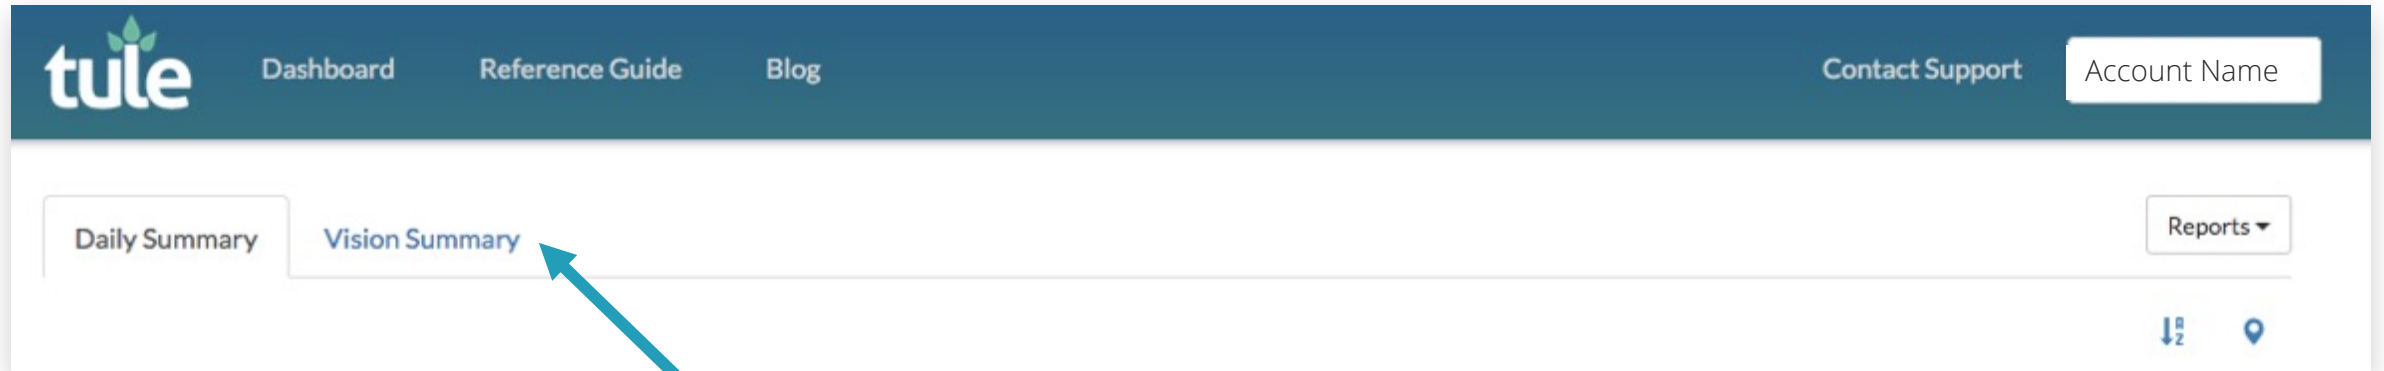 tule Dashboard Reference Guide Blog Contact Support Account Name
Daily Summary Vision Summary Reports
A
Z